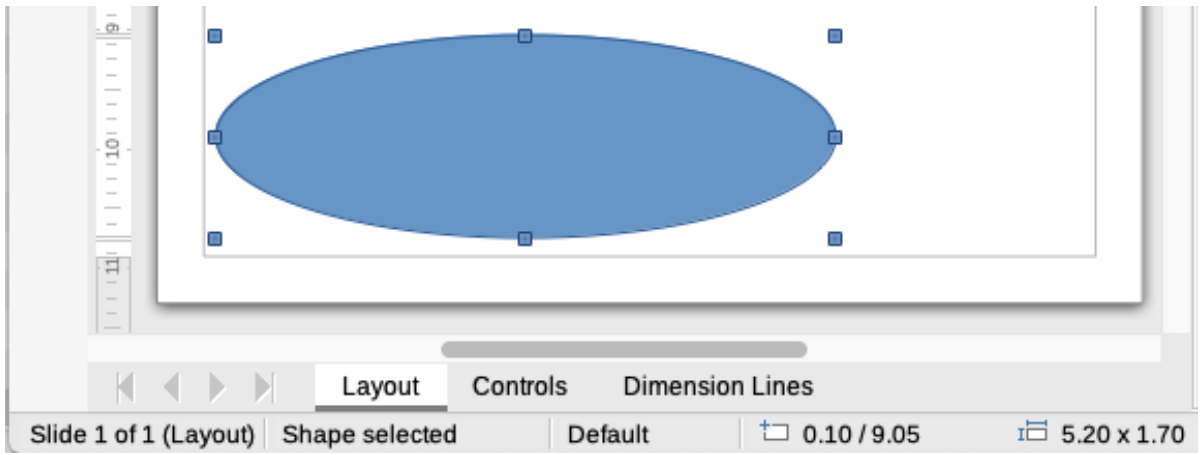 9
10
11
Layout Controls Dimension Lines
Slide 1 of 1 (Layout) Shape selected Default 0.10 / 9.05 5.20 x 1.70